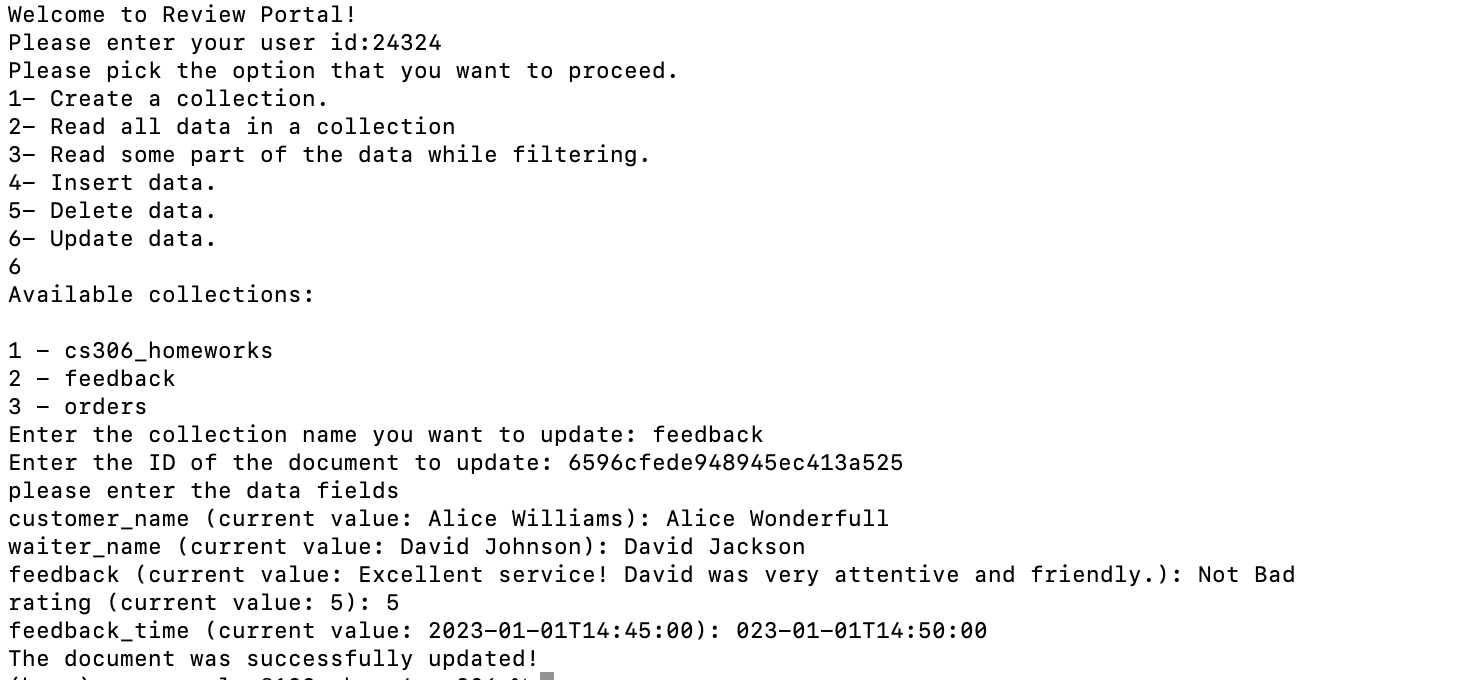 Welcome to Review Portal!
Please enter your user id:24324
Please pick the option that you want to proceed.
1- Create a collection.
2- Read all data in a collection
3- Read some part of the data while filtering.
4- Insert data.
5- Delete data.
6- Update data.
6
Available collections:
1 - cs306_homeworks
2 - feedback
3 - orders
Enter the collection name you want to update: feedback
Enter the ID of the document to update: 6596cfede948945ec413a525
please enter the data fields
customer_name (current value: Alice Williams): Alice Wonderfull
waiter_name (current value: David Johnson): David Jackson
feedback (current value: Excellent service! David was very attentive and friendly.): Not Bad
rating (current value: 5): 5
feedback_time (current value: 2023-01-01T14:45:00): 023-01-01T14:50:00
The document was successfully updated!